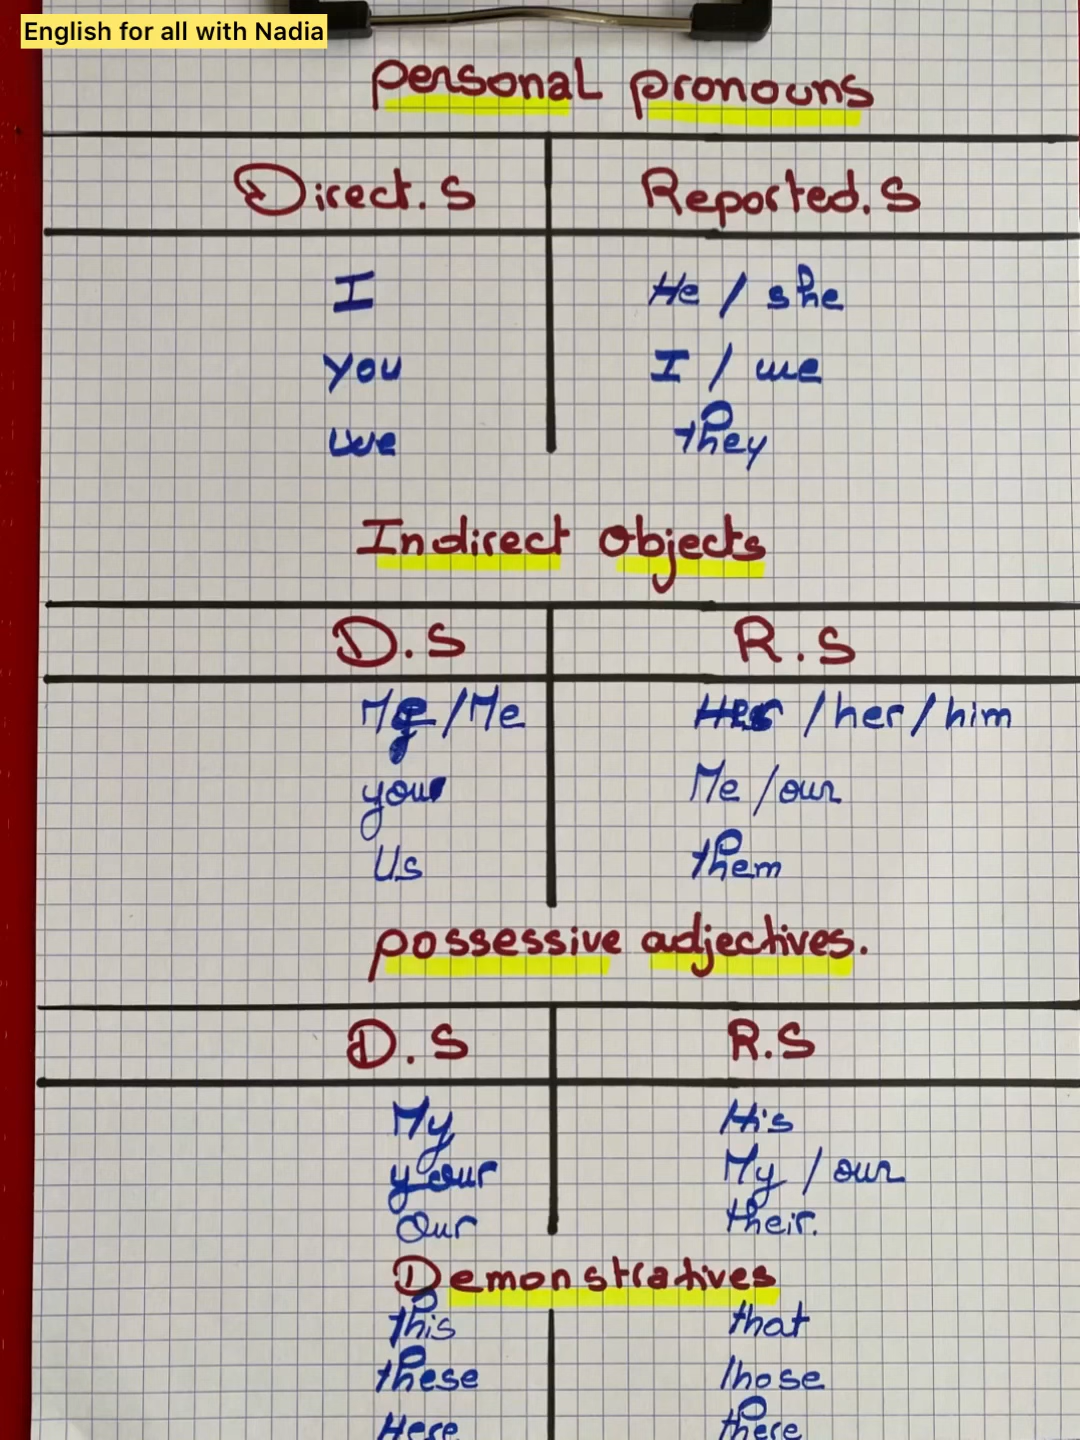 English for all with Nadia
personal pronouns
Direct.S Reported.S
I He / she
you I / we
we they
Indirect objects
D.S R.S
/Me /her/him
you Me /our
Us them
possessive adjectives.
D.S R.S
My His
your My / our
Our their.
Demonstratives
this that
these those
Here there